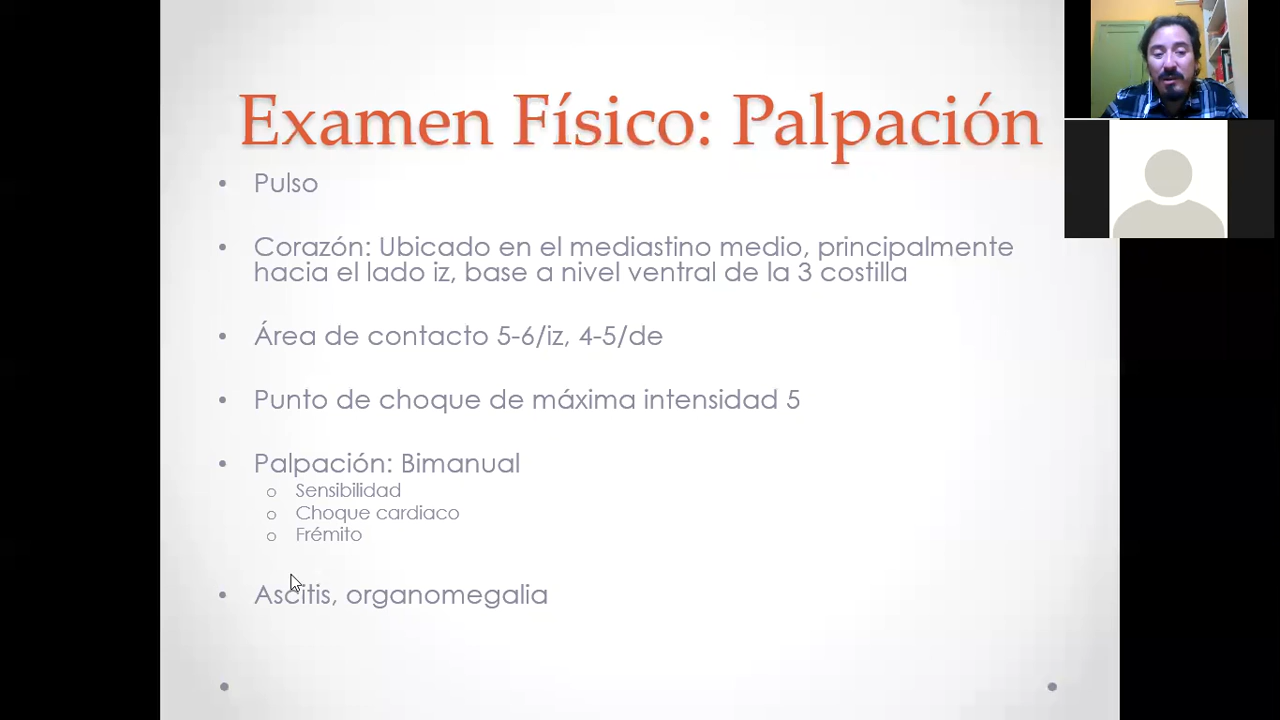 Examen Físico: Palpación
• Pulso
• Corazón: Ubicado en el mediastino medio, principalmente
hacia el lado iz, base a nivel ventral de la 3 costilla
• Área de contacto 5-6/iz, 4-5/de
• Punto de choque de máxima intensidad 5
• Palpación: Bimanual
o Sensibilidad
o Choque cardiaco
o Frémito
• Ascitis, organomegalia